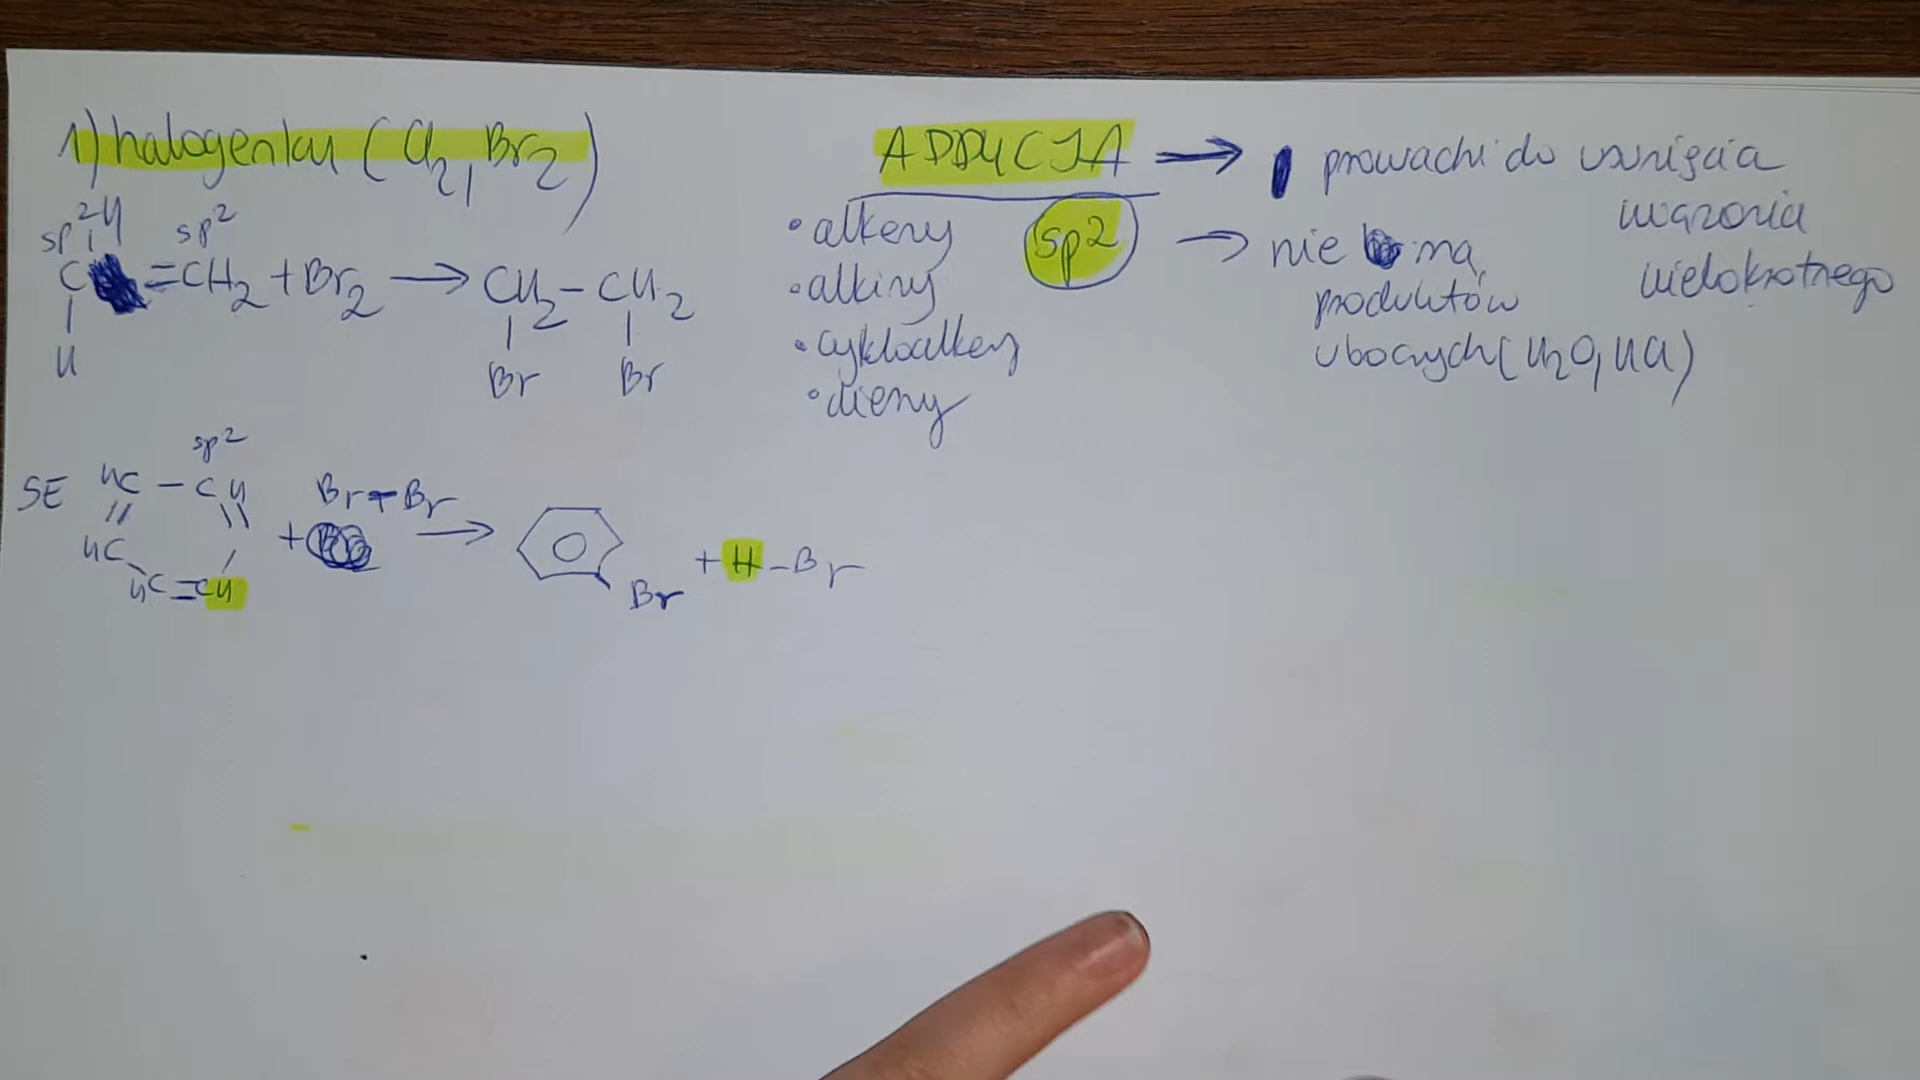 1) halogenku (Cl2, Br2)
sp2 H sp2
C =CH2 + Br2 → CH2 - CH2
H Br Br
ADDYCJA → prowadzi do usunięcia
wiązania
wielokrotnego
• alkeny sp2 → nie ma
• alkiny produktów
• cykloalkeny ubocznych (H2O, HCl)
• dieny
sp2
SE HC - CH Br - Br
HC + → Br + H - Br
HC = CH